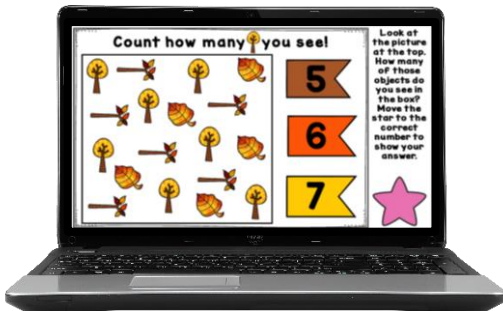 Count how many you see!
5
6
7
Look at
the picture
at the top.
How many
of those
objects do
you see in
the box?
Move the
star to the
correct
number to
show your
answer.